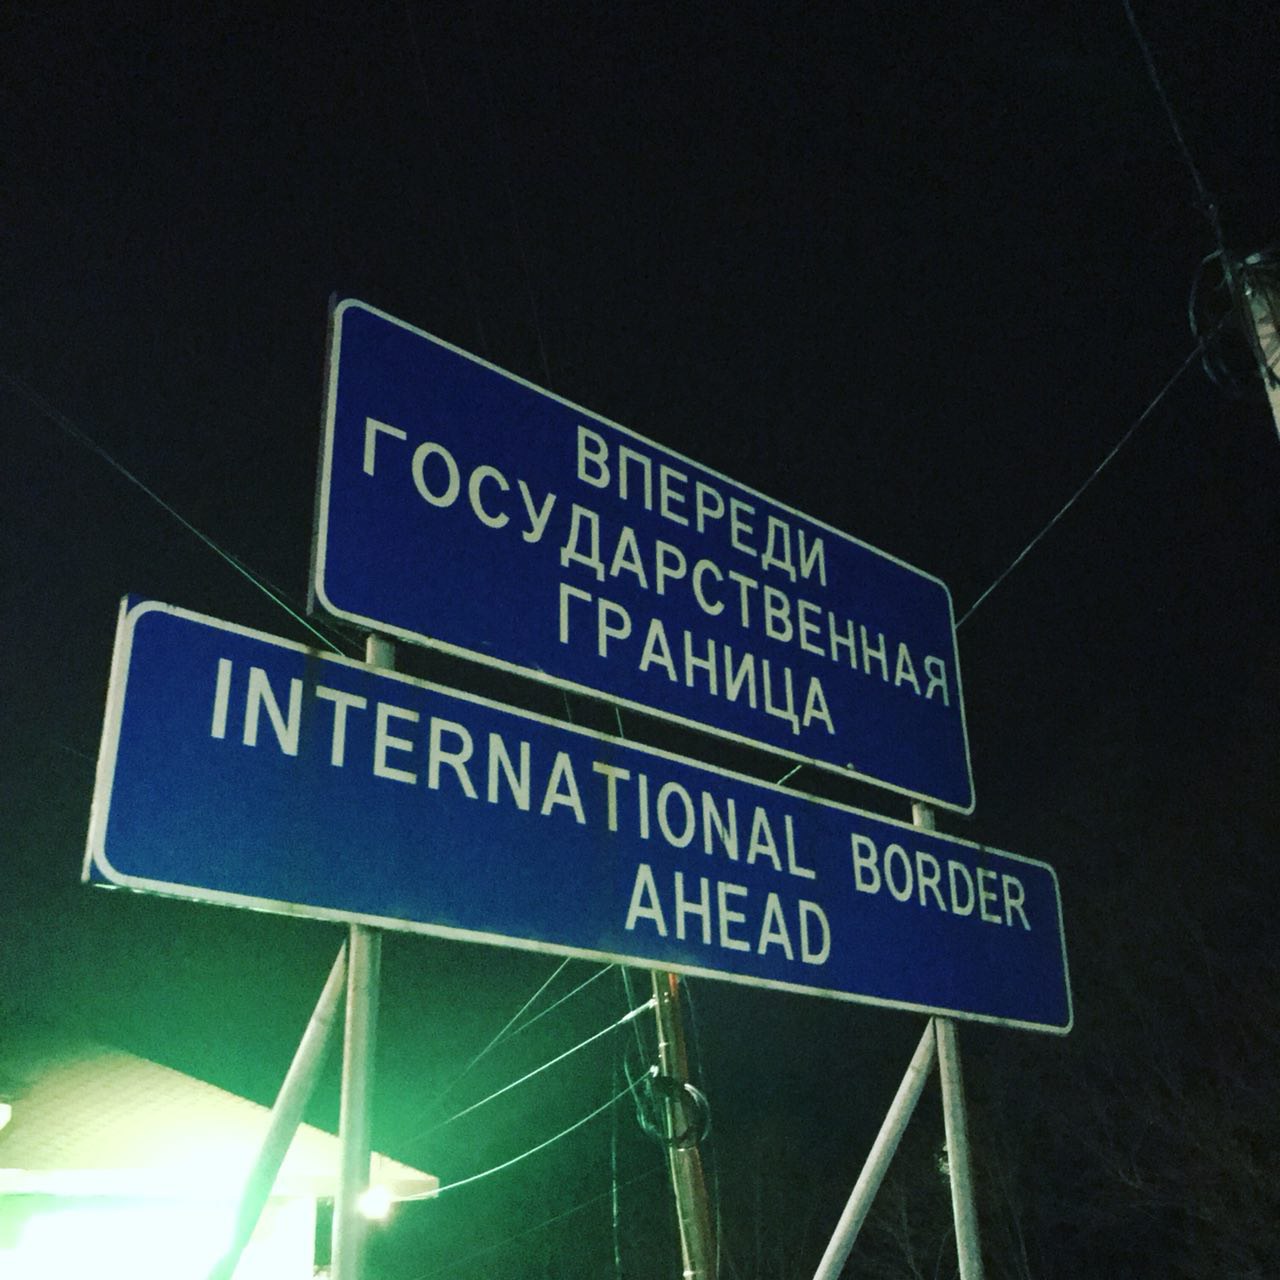 ВПЕРЕДИ
ГОСУДАРСТВЕННАЯ
ГРАНИЦА
INTERNATIONAL BORDER
AHEAD